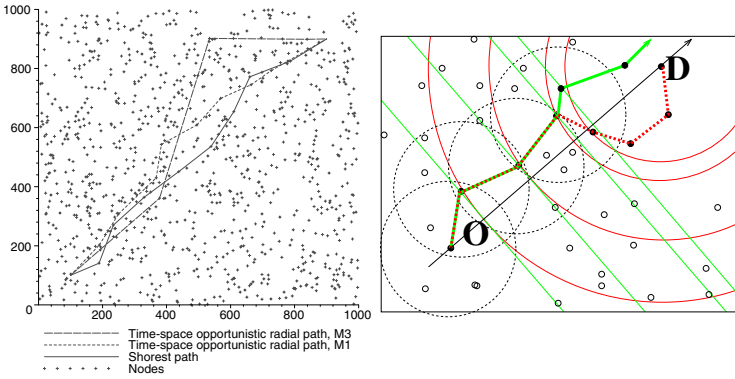 1000
800
600
400
200
0
0
200
400
600
800
1000
Time-space opportunistic radial path, M3
Time-space opportunistic radial path, M1
Shorest path
Nodes
D
O